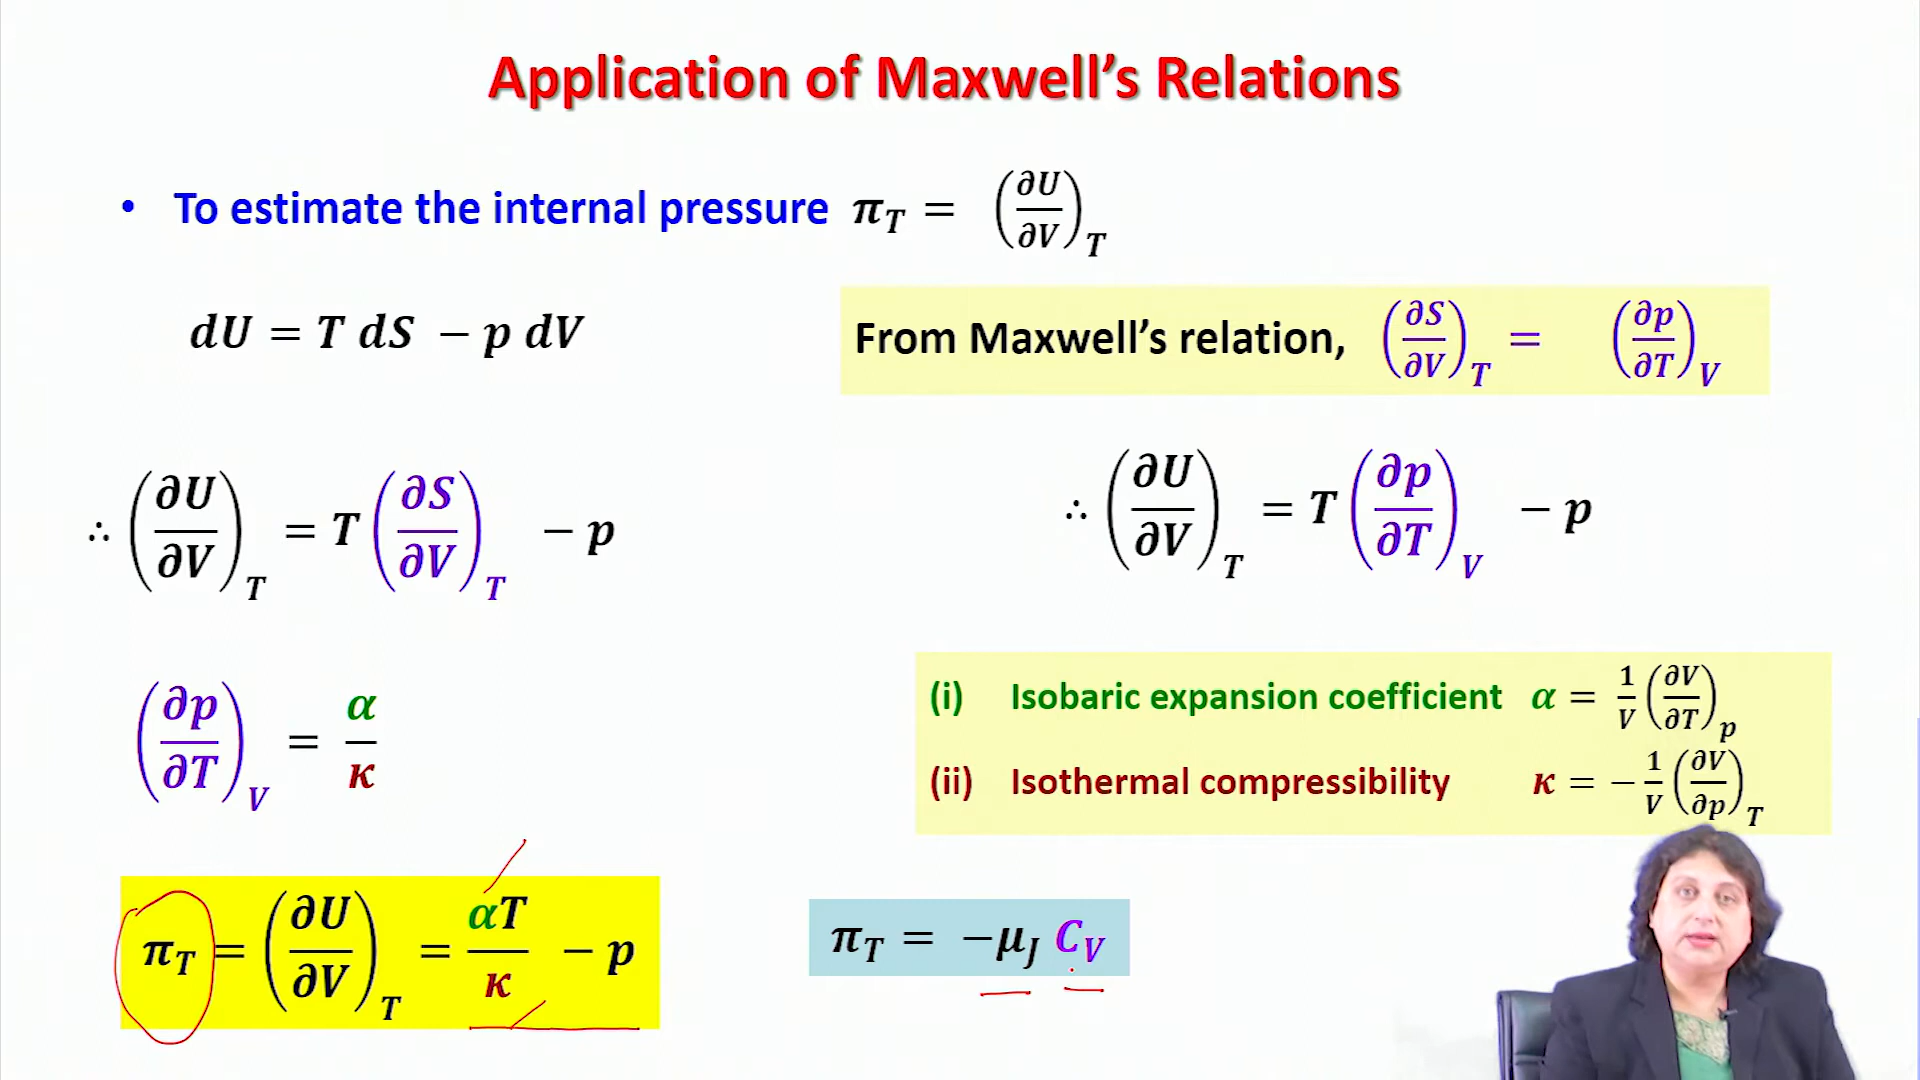 Application of Maxwell's Relations
• To estimate the internal pressure π_T = (∂U/∂V)_T
dU = T dS − p dV
From Maxwell's relation, (∂S/∂V)_T = (∂p/∂T)_V
∴ (∂U/∂V)_T = T (∂S/∂V)_T − p
∴ (∂U/∂V)_T = T (∂p/∂T)_V − p
(∂p/∂T)_V = α/κ
(i) Isobaric expansion coefficient α = 1/V (∂V/∂T)_p
(ii) Isothermal compressibility κ = − 1/V (∂V/∂p)_T
π_T = (∂U/∂V)_T = αT/κ − p
π_T = −μ_J C_V